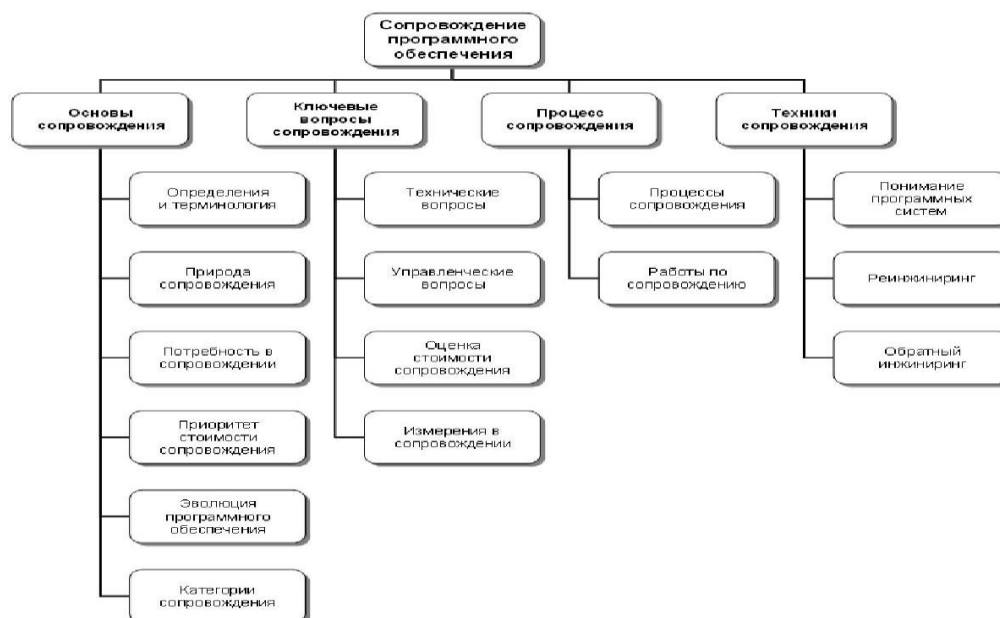 Сопровождение
программного
обеспечения
Основы
сопровождения
Ключевые
вопросы
сопровождения
Процесс
сопровождения
Техники
сопровождения
Определения
и терминология
Природа
сопровождения
Потребность в
сопровождении
Приоритет
стоимости
сопровождения
Эволюция
программного
обеспечения
Категории
сопровождения
Технические
вопросы
Управленческие
вопросы
Оценка
стоимости
сопровождения
Измерения в
сопровождении
Процессы
сопровождения
Работы по
сопровождению
Понимание
программных
систем
Реинжиниринг
Обратный
инжиниринг